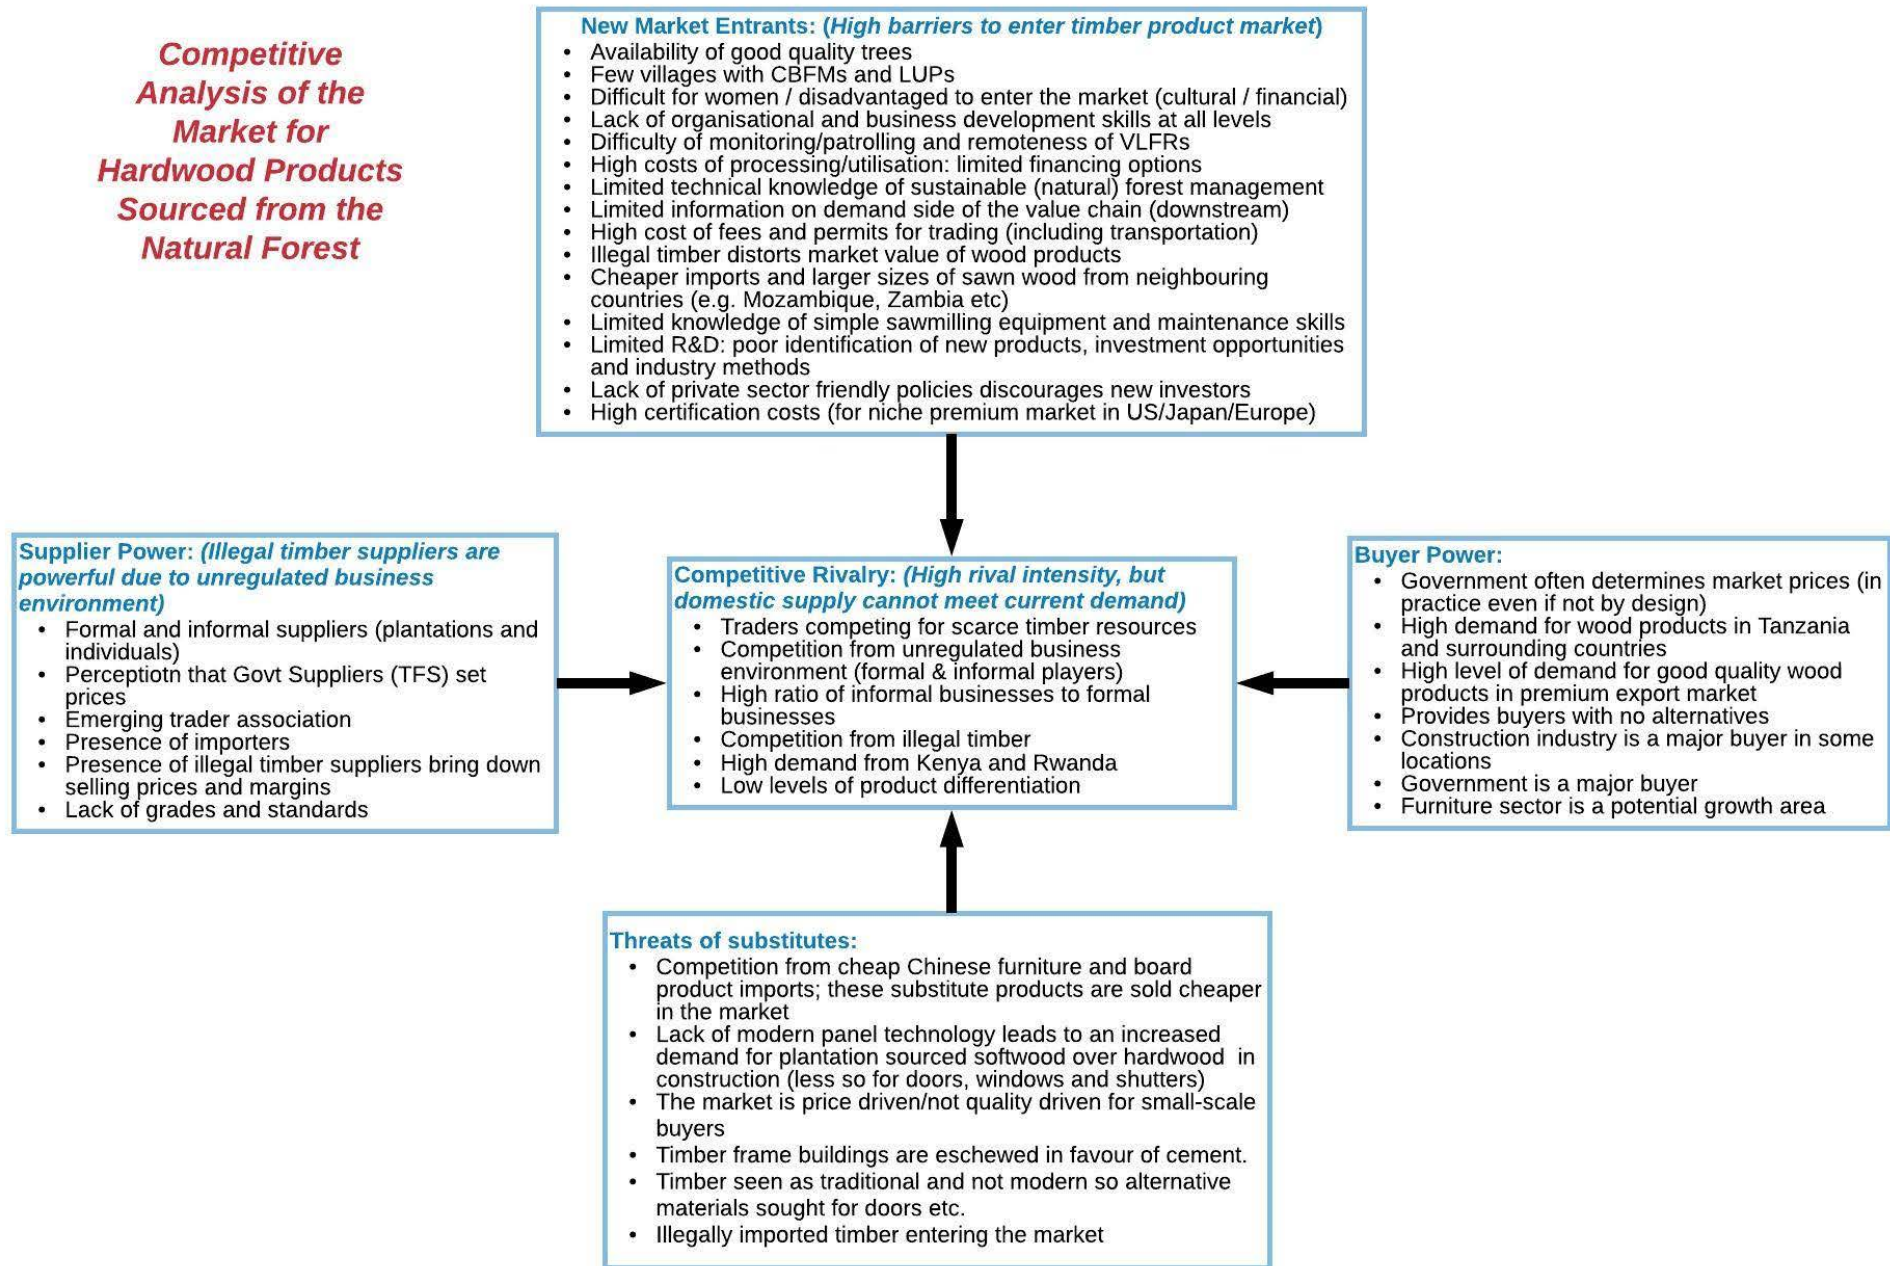 Competitive
Analysis of the
Market for
Hardwood Products
Sourced from the
Natural Forest
New Market Entrants: (High barriers to enter timber product market)
• Availability of good quality trees
• Few villages with CBFMs and LUPs
• Difficult for women / disadvantaged to enter the market (cultural / financial)
• Lack of organisational and business development skills at all levels
• Difficulty of monitoring/patrolling and remoteness of VLFRs
• High costs of processing/utilisation: limited financing options
• Limited technical knowledge of sustainable (natural) forest management
• Limited information on demand side of the value chain (downstream)
• High cost of fees and permits for trading (including transportation)
• Illegal timber distorts market value of wood products
• Cheaper imports and larger sizes of sawn wood from neighbouring
countries (e.g. Mozambique, Zambia etc)
• Limited knowledge of simple sawmilling equipment and maintenance skills
• Limited R&D: poor identification of new products, investment opportunities
and industry methods
• Lack of private sector friendly policies discourages new investors
• High certification costs (for niche premium market in US/Japan/Europe)
Supplier Power: (Illegal timber suppliers are
powerful due to unregulated business
environment)
• Formal and informal suppliers (plantations and
individuals)
• Perceptiotn that Govt Suppliers (TFS) set
prices
• Emerging trader association
• Presence of importers
• Presence of illegal timber suppliers bring down
selling prices and margins
• Lack of grades and standards
Competitive Rivalry: (High rival intensity, but
domestic supply cannot meet current demand)
• Traders competing for scarce timber resources
• Competition from unregulated business
environment (formal & informal players)
• High ratio of informal businesses to formal
businesses
• Competition from illegal timber
• High demand from Kenya and Rwanda
• Low levels of product differentiation
Buyer Power:
• Government often determines market prices (in
practice even if not by design)
• High demand for wood products in Tanzania
and surrounding countries
• High level of demand for good quality wood
products in premium export market
• Provides buyers with no alternatives
• Construction industry is a major buyer in some
locations
• Government is a major buyer
• Furniture sector is a potential growth area
Threats of substitutes:
• Competition from cheap Chinese furniture and board
product imports; these substitute products are sold cheaper
in the market
• Lack of modern panel technology leads to an increased
demand for plantation sourced softwood over hardwood in
construction (less so for doors, windows and shutters)
• The market is price driven/not quality driven for small-scale
buyers
• Timber frame buildings are eschewed in favour of cement.
• Timber seen as traditional and not modern so alternative
materials sought for doors etc.
• Illegally imported timber entering the market